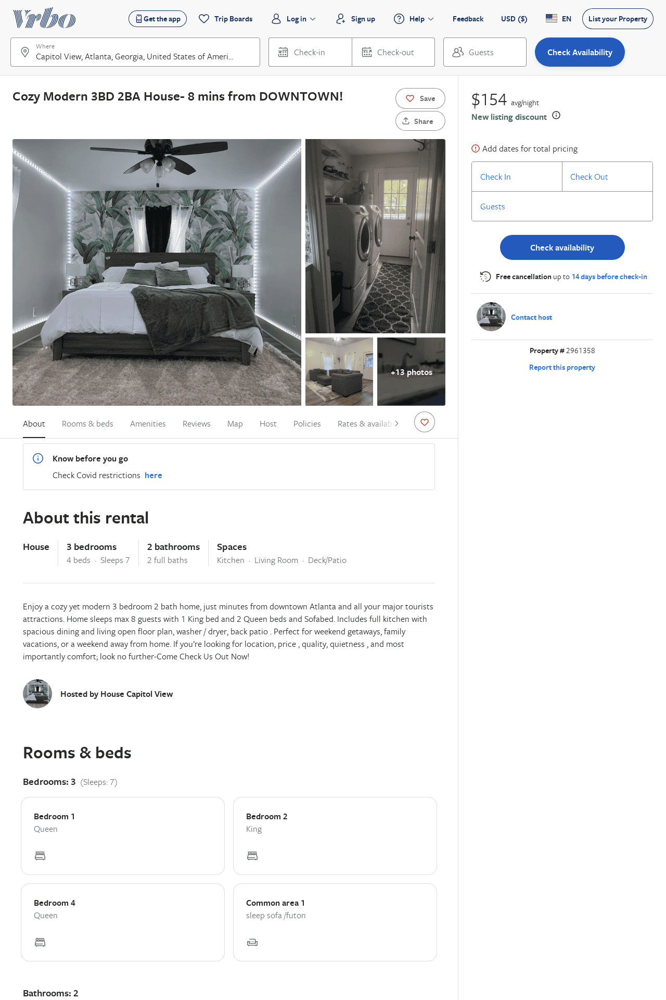 Vrbo
Get the app
Trip Boards
Log in
Sign up
Help
Feedback
USD ($)
EN
List your Property
Where
Capitol View, Atlanta, Georgia, United States of Ameri...
Check-in
Check-out
Guests
Check Availability
Cozy Modern 3BD 2BA House- 8 mins from DOWNTOWN!
Save
Share
+13 photos
$154 avg/night
New listing discount
Add dates for total pricing
Check In
Check Out
Guests
Check availability
Free cancellation up to 14 days before check-in
Contact host
Property # 2961358
Report this property
About
Rooms & beds
Amenities
Reviews
Map
Host
Policies
Rates & availab
Know before you go
Check Covid restrictions here
About this rental
House
3 bedrooms
4 beds · Sleeps 7
2 bathrooms
2 full baths
Spaces
Kitchen · Living Room · Deck/Patio
Enjoy a cozy yet modern 3 bedroom 2 bath home, just minutes from downtown Atlanta and all your major tourists
attractions. Home sleeps max 8 guests with 1 King bed and 2 Queen beds and Sofabed. Includes full kitchen with
spacious dining and living open floor plan, washer / dryer, back patio . Perfect for weekend getaways, family
vacations, or a weekend away from home. If you’re looking for location, price , quality, quietness , and most
importantly comfort; look no further-Come Check Us Out Now!
Hosted by House Capitol View
Rooms & beds
Bedrooms: 3 (Sleeps: 7)
Bedroom 1
Queen
Bedroom 2
King
Bedroom 4
Queen
Common area 1
sleep sofa /futon
Bathrooms: 2